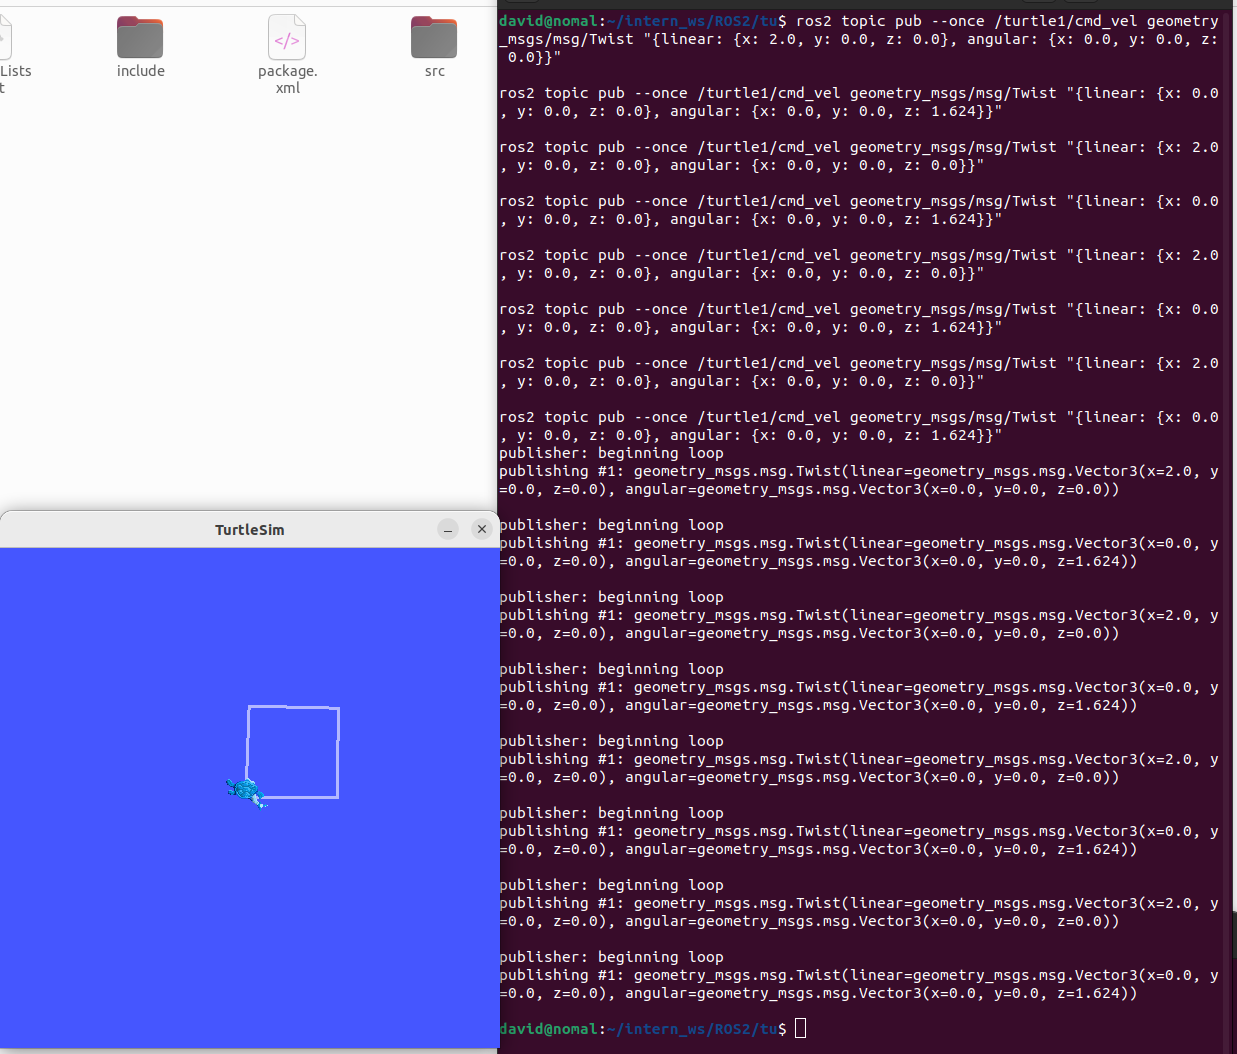 Lists
t
include
package.
xml
src
</>
TurtleSim
david@nomal:~/intern_ws/ROS2/tu$ ros2 topic pub --once /turtle1/cmd_vel geometry
_msgs/msg/Twist "{linear: {x: 2.0, y: 0.0, z: 0.0}, angular: {x: 0.0, y: 0.0, z:
 0.0}}"
ros2 topic pub --once /turtle1/cmd_vel geometry_msgs/msg/Twist "{linear: {x: 0.0
, y: 0.0, z: 0.0}, angular: {x: 0.0, y: 0.0, z: 1.624}}"
ros2 topic pub --once /turtle1/cmd_vel geometry_msgs/msg/Twist "{linear: {x: 2.0
, y: 0.0, z: 0.0}, angular: {x: 0.0, y: 0.0, z: 0.0}}"
ros2 topic pub --once /turtle1/cmd_vel geometry_msgs/msg/Twist "{linear: {x: 0.0
, y: 0.0, z: 0.0}, angular: {x: 0.0, y: 0.0, z: 1.624}}"
ros2 topic pub --once /turtle1/cmd_vel geometry_msgs/msg/Twist "{linear: {x: 2.0
, y: 0.0, z: 0.0}, angular: {x: 0.0, y: 0.0, z: 0.0}}"
ros2 topic pub --once /turtle1/cmd_vel geometry_msgs/msg/Twist "{linear: {x: 0.0
, y: 0.0, z: 0.0}, angular: {x: 0.0, y: 0.0, z: 1.624}}"
ros2 topic pub --once /turtle1/cmd_vel geometry_msgs/msg/Twist "{linear: {x: 2.0
, y: 0.0, z: 0.0}, angular: {x: 0.0, y: 0.0, z: 0.0}}"
ros2 topic pub --once /turtle1/cmd_vel geometry_msgs/msg/Twist "{linear: {x: 0.0
, y: 0.0, z: 0.0}, angular: {x: 0.0, y: 0.0, z: 1.624}}"
publisher: beginning loop
publishing #1: geometry_msgs.msg.Twist(linear=geometry_msgs.msg.Vector3(x=2.0, y
=0.0, z=0.0), angular=geometry_msgs.msg.Vector3(x=0.0, y=0.0, z=0.0))
publisher: beginning loop
publishing #1: geometry_msgs.msg.Twist(linear=geometry_msgs.msg.Vector3(x=0.0, y
=0.0, z=0.0), angular=geometry_msgs.msg.Vector3(x=0.0, y=0.0, z=1.624))
publisher: beginning loop
publishing #1: geometry_msgs.msg.Twist(linear=geometry_msgs.msg.Vector3(x=2.0, y
=0.0, z=0.0), angular=geometry_msgs.msg.Vector3(x=0.0, y=0.0, z=0.0))
publisher: beginning loop
publishing #1: geometry_msgs.msg.Twist(linear=geometry_msgs.msg.Vector3(x=0.0, y
=0.0, z=0.0), angular=geometry_msgs.msg.Vector3(x=0.0, y=0.0, z=1.624))
publisher: beginning loop
publishing #1: geometry_msgs.msg.Twist(linear=geometry_msgs.msg.Vector3(x=2.0, y
=0.0, z=0.0), angular=geometry_msgs.msg.Vector3(x=0.0, y=0.0, z=0.0))
publisher: beginning loop
publishing #1: geometry_msgs.msg.Twist(linear=geometry_msgs.msg.Vector3(x=0.0, y
=0.0, z=0.0), angular=geometry_msgs.msg.Vector3(x=0.0, y=0.0, z=1.624))
publisher: beginning loop
publishing #1: geometry_msgs.msg.Twist(linear=geometry_msgs.msg.Vector3(x=2.0, y
=0.0, z=0.0), angular=geometry_msgs.msg.Vector3(x=0.0, y=0.0, z=0.0))
publisher: beginning loop
publishing #1: geometry_msgs.msg.Twist(linear=geometry_msgs.msg.Vector3(x=0.0, y
=0.0, z=0.0), angular=geometry_msgs.msg.Vector3(x=0.0, y=0.0, z=1.624))
david@nomal:~/intern_ws/ROS2/tu$